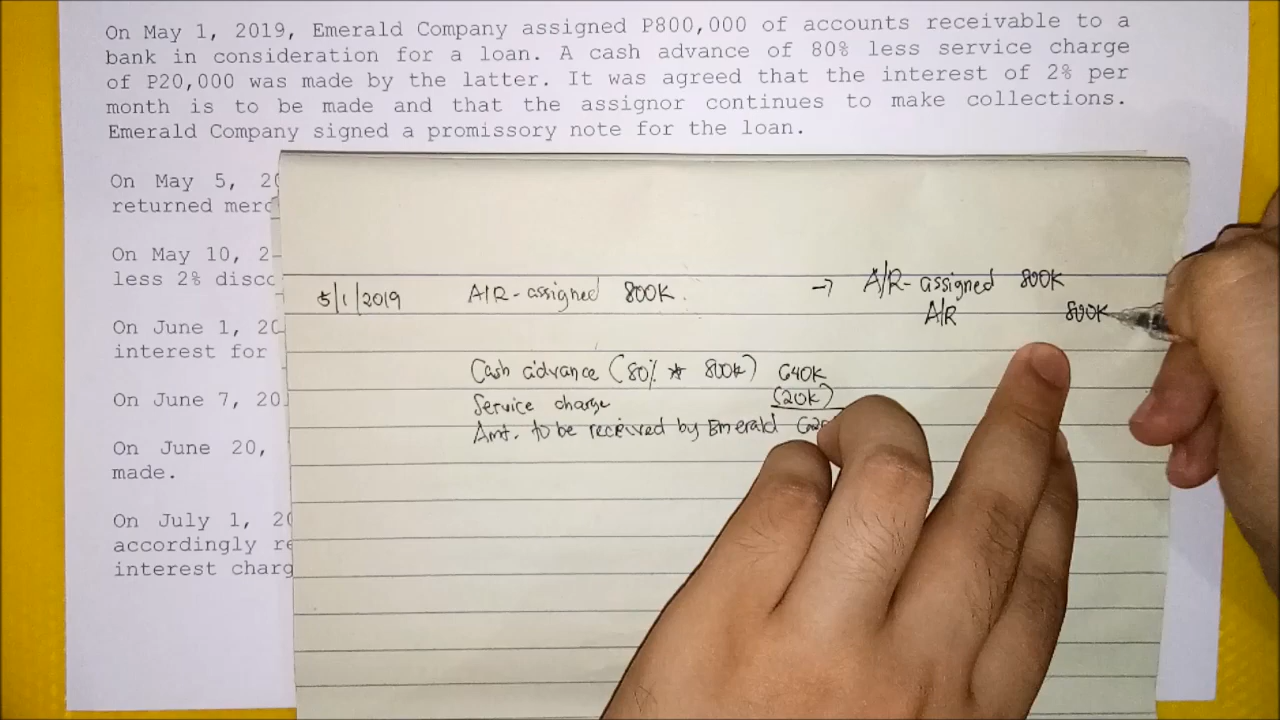 On May 1, 2019, Emerald Company assigned P800,000 of accounts receivable to a
bank in consideration for a loan. A cash advance of 80% less service charge
of P20,000 was made by the latter. It was agreed that the interest of 2% per
month is to be made and that the assignor continues to make collections.
Emerald Company signed a promissory note for the loan.
On May 5,
returned
On May 10,
less 2%
On June 1,
interest for
On June 7,
On June 20,
made.
On July 1,
accordingly
interest
5/1/2019 A/R-assigned 800K. → A/R-assigned 800K
A/R 800K
Cash advance (80% * 800K) 640K
Service charge (20K)
Amt. to be received by Emerald